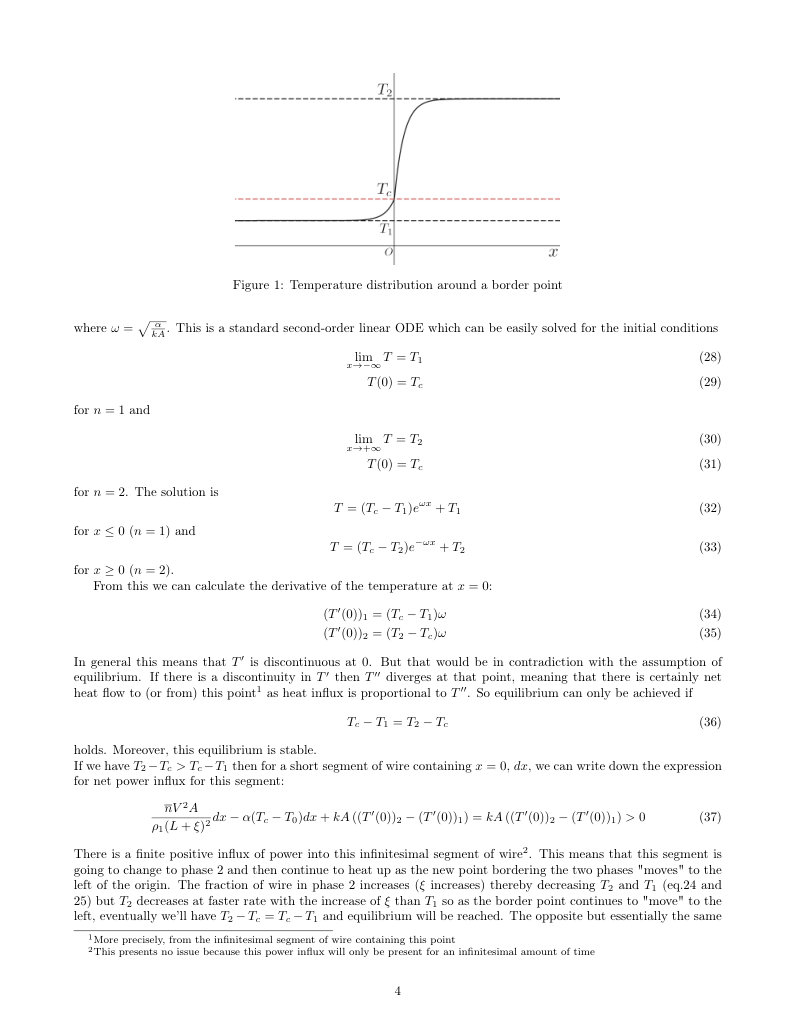 T₂
T_c
T₁
O
x
Figure 1: Temperature distribution around a border point
where ω = √(α/(kA)). This is a standard second-order linear ODE which can be easily solved for the initial conditions
lim_{x→−∞} T = T₁ (28)
T(0) = T_c (29)
for n = 1 and
lim_{x→+∞} T = T₂ (30)
T(0) = T_c (31)
for n = 2. The solution is
T = (T_c − T₁)e^{ωx} + T₁ (32)
for x ≤ 0 (n = 1) and
T = (T_c − T₂)e^{−ωx} + T₂ (33)
for x ≥ 0 (n = 2).
From this we can calculate the derivative of the temperature at x = 0:
(T′(0))₁ = (T_c − T₁)ω (34)
(T′(0))₂ = (T₂ − T_c)ω (35)
In general this means that T′ is discontinuous at 0. But that would be in contradiction with the assumption of
equilibrium. If there is a discontinuity in T′ then T″ diverges at that point, meaning that there is certainly net
heat flow to (or from) this point¹ as heat influx is proportional to T″. So equilibrium can only be achieved if
T_c − T₁ = T₂ − T_c (36)
holds. Moreover, this equilibrium is stable.
If we have T₂ − T_c > T_c − T₁ then for a short segment of wire containing x = 0, dx, we can write down the expression
for net power influx for this segment:
n̅V²A/(ρ₁(L + ξ)²) dx − α(T_c − T₀)dx + kA ((T′(0))₂ − (T′(0))₁) = kA ((T′(0))₂ − (T′(0))₁) > 0 (37)
There is a finite positive influx of power into this infinitesimal segment of wire². This means that this segment is
going to change to phase 2 and then continue to heat up as the new point bordering the two phases "moves" to the
left of the origin. The fraction of wire in phase 2 increases (ξ increases) thereby decreasing T₂ and T₁ (eq.24 and
25) but T₂ decreases at faster rate with the increase of ξ than T₁ so as the border point continues to "move" to the
left, eventually we'll have T₂ − T_c = T_c − T₁ and equilibrium will be reached. The opposite but essentially the same
¹More precisely, from the infinitesimal segment of wire containing this point
²This presents no issue because this power influx will only be present for an infinitesimal amount of time
4